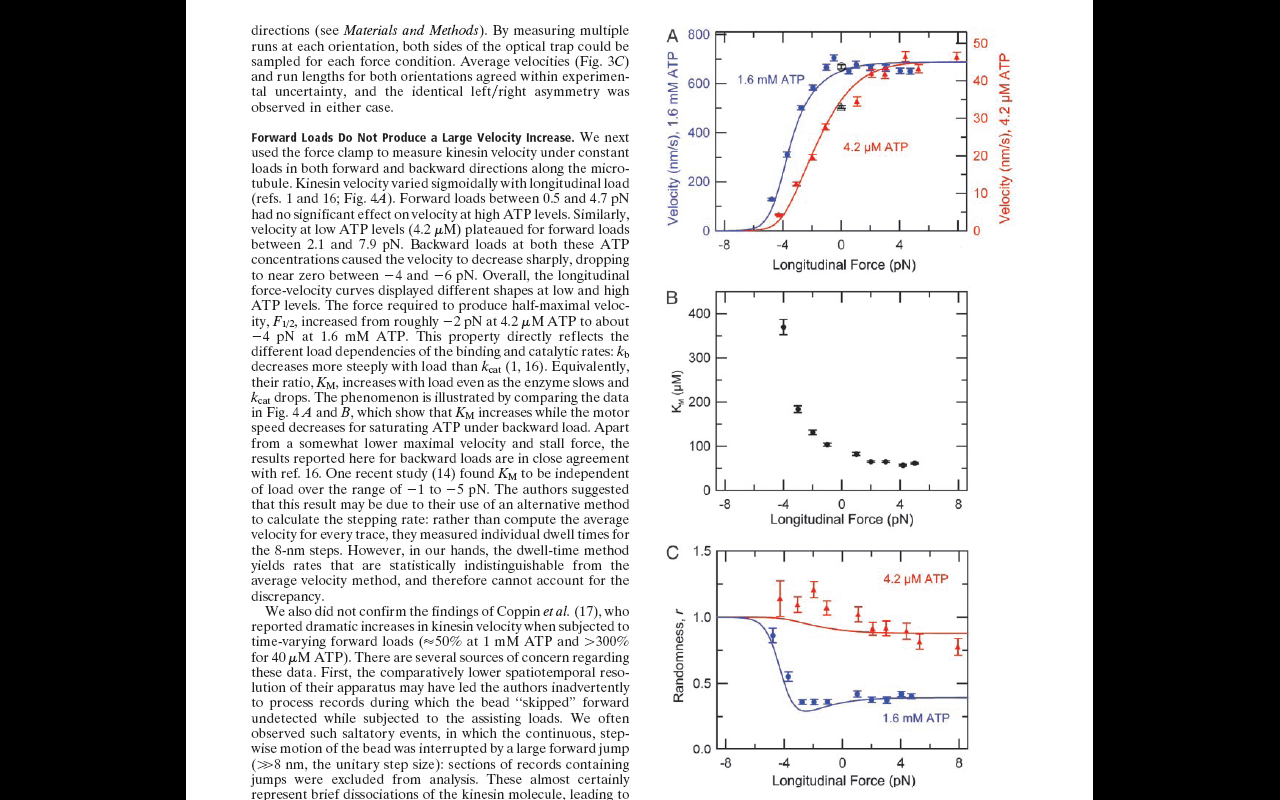 directions (see Materials and Methods). By measuring multiple
runs at each orientation, both sides of the optical trap could be
sampled for each force condition. Average velocities (Fig. 3C)
and run lengths for both orientations agreed within experimen-
tal uncertainty, and the identical left/right asymmetry was
observed in either case.
Forward Loads Do Not Produce a Large Velocity Increase. We next
used the force clamp to measure kinesin velocity under constant
loads in both forward and backward directions along the micro-
tubule. Kinesin velocity varied sigmoidally with longitudinal load
(refs. 1 and 16; Fig. 4A). Forward loads between 0.5 and 4.7 pN
had no significant effect on velocity at high ATP levels. Similarly,
velocity at low ATP levels (4.2 μM) plateaued for forward loads
between 2.1 and 7.9 pN. Backward loads at both these ATP
concentrations caused the velocity to decrease sharply, dropping
to near zero between −4 and −6 pN. Overall, the longitudinal
force-velocity curves displayed different shapes at low and high
ATP levels. The force required to produce half-maximal veloc-
ity, F1/2, increased from roughly −2 pN at 4.2 μM ATP to about
−4 pN at 1.6 mM ATP. This property directly reflects the
different load dependencies of the binding and catalytic rates: kb
decreases more steeply with load than kcat (1, 16). Equivalently,
their ratio, KM, increases with load even as the enzyme slows and
kcat drops. The phenomenon is illustrated by comparing the data
in Fig. 4 A and B, which show that KM increases while the motor
speed decreases for saturating ATP under backward load. Apart
from a somewhat lower maximal velocity and stall force, the
results reported here for backward loads are in close agreement
with ref. 16. One recent study (14) found KM to be independent
of load over the range of −1 to −5 pN. The authors suggested
that this result may be due to their use of an alternative method
to calculate the stepping rate: rather than compute the average
velocity for every trace, they measured individual dwell times for
the 8-nm steps. However, in our hands, the dwell-time method
yields rates that are statistically indistinguishable from the
average velocity method, and therefore cannot account for the
discrepancy.
We also did not confirm the findings of Coppin et al. (17), who
reported dramatic increases in kinesin velocity when subjected to
time-varying forward loads (≈50% at 1 mM ATP and >300%
for 40 μM ATP). There are several sources of concern regarding
these data. First, the comparatively lower spatiotemporal reso-
lution of their apparatus may have led the authors inadvertently
to process records during which the bead “skipped” forward
undetected while subjected to the assisting loads. We often
observed such saltatory events, in which the continuous, step-
wise motion of the bead was interrupted by a large forward jump
(≫8 nm, the unitary step size): sections of records containing
jumps were excluded from analysis. These almost certainly
represent brief dissociations of the kinesin molecule, leading to
A
Velocity (nm/s), 1.6 mM ATP
800
600
400
200
0
1.6 mM ATP
4.2 μM ATP
50
40
30
20
10
0
Velocity (nm/s), 4.2 μM ATP
-8 -4 0 4 8
Longitudinal Force (pN)
B
KM (μM)
400
300
200
100
0
-8 -4 0 4 8
Longitudinal Force (pN)
C
Randomness, r
1.5
1.0
0.5
0.0
4.2 μM ATP
1.6 mM ATP
-8 -4 0 4 8
Longitudinal Force (pN)